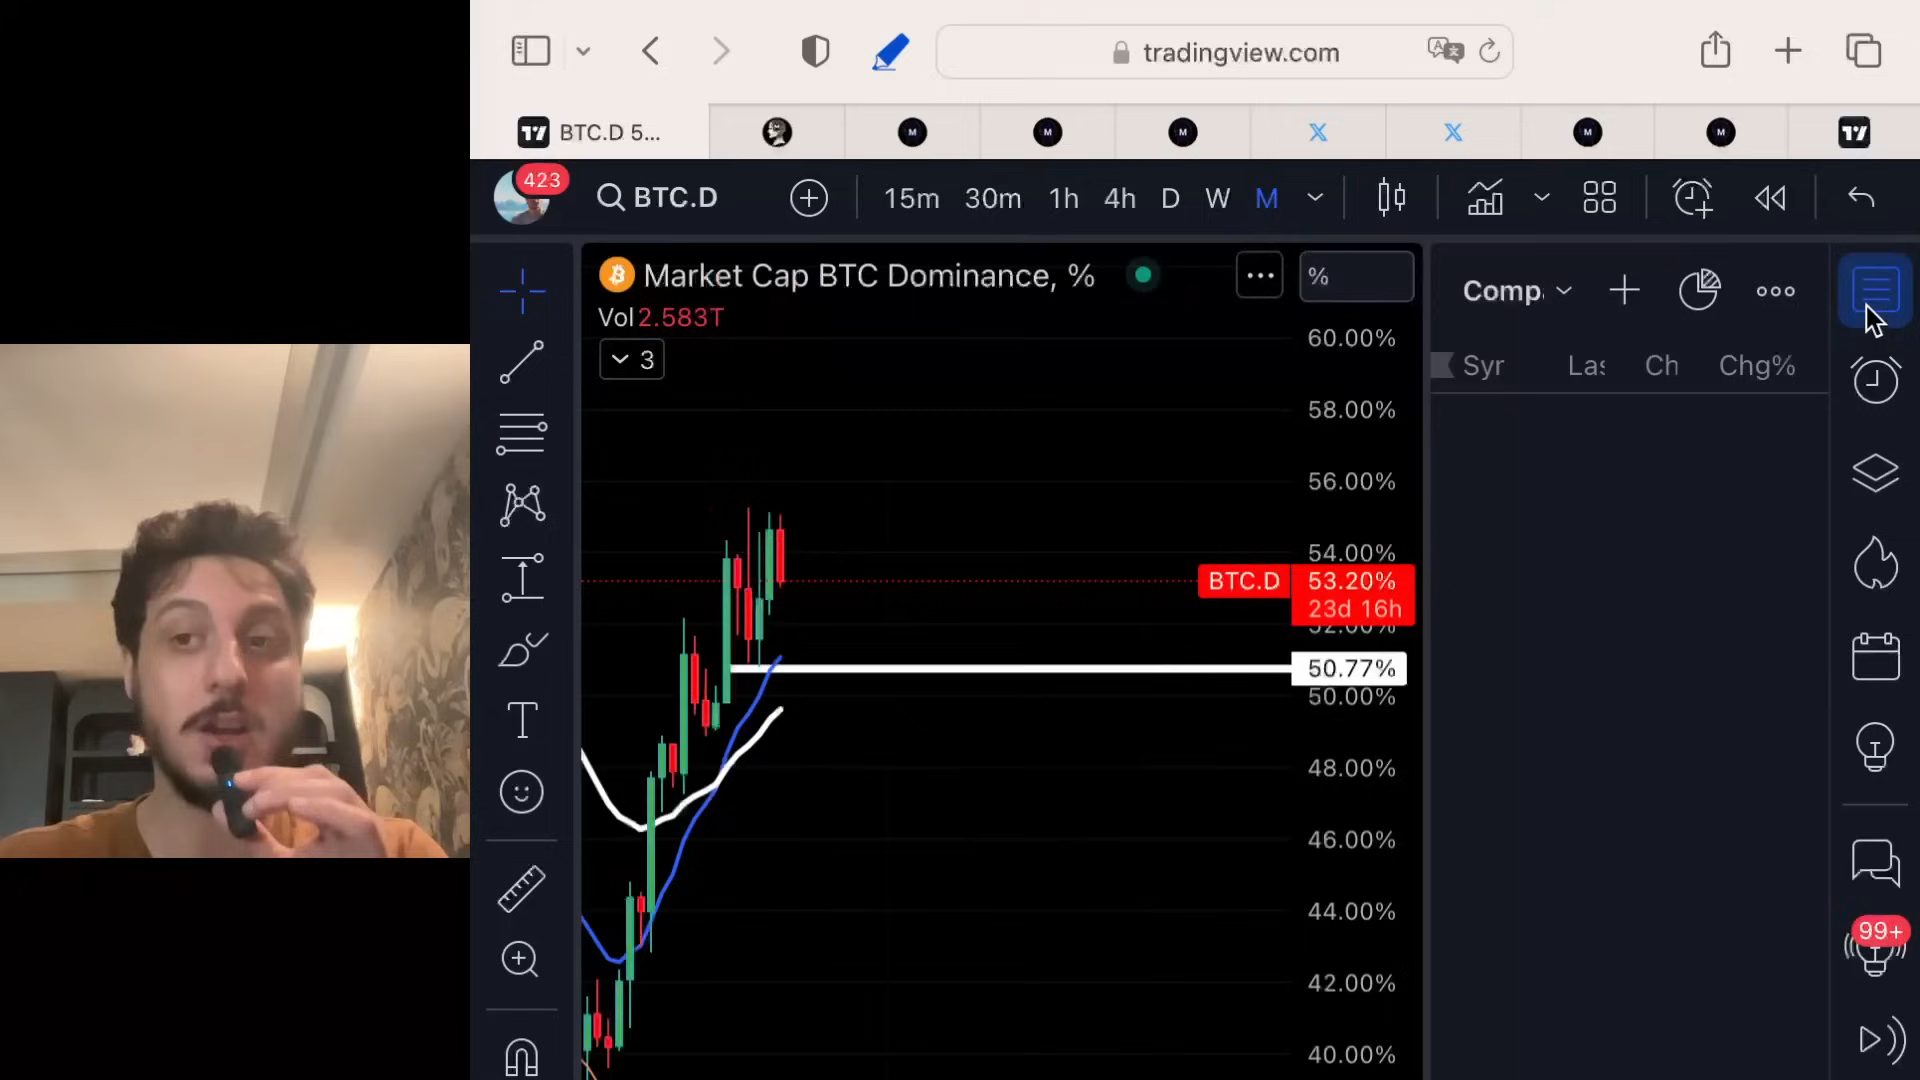 tradingview.com
BTC.D 5...
423
BTC.D
15m 30m 1h 4h D W M
Market Cap BTC Dominance, %
%
Vol 2.583T
3
Comp
Syr Las Ch Chg%
60.00%
58.00%
56.00%
54.00%
BTC.D 53.20%
23d 16h
52.00%
50.77%
50.00%
48.00%
46.00%
44.00%
42.00%
40.00%
99+